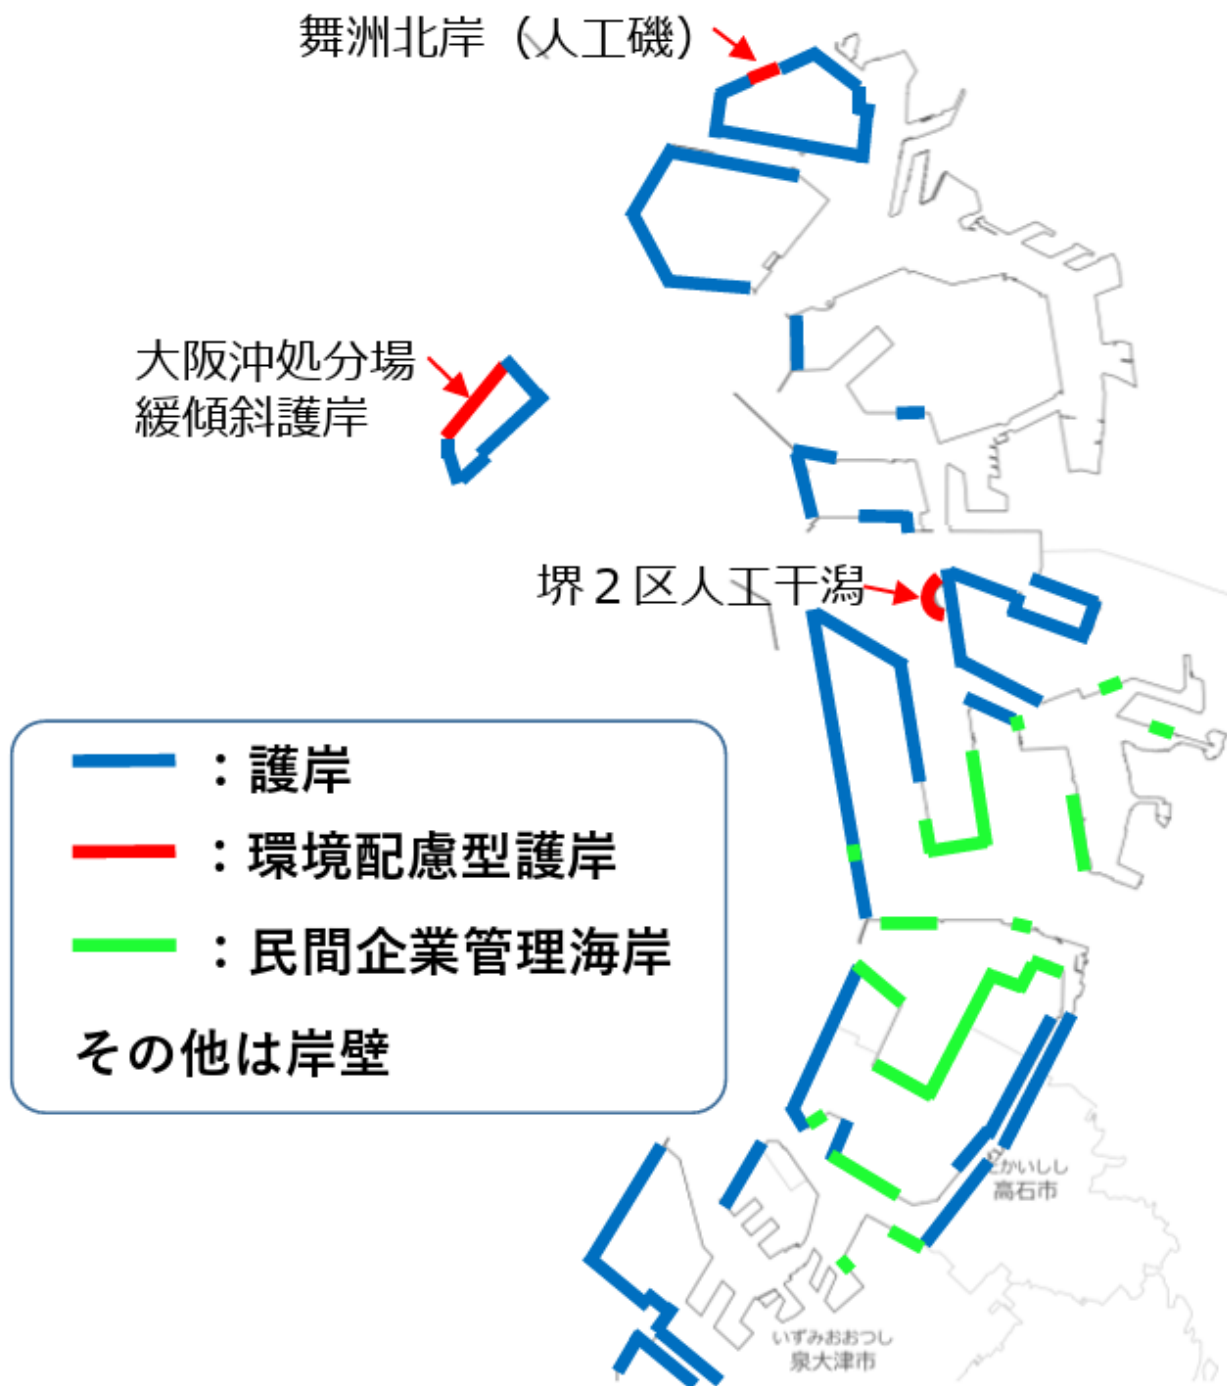 舞洲北岸（人工磯）
大阪沖処分場
緩傾斜護岸
堺２区人工干潟
：護岸
：環境配慮型護岸
：民間企業管理海岸
その他は岸壁
かいしし
高石市
いずみおおつし
泉大津市